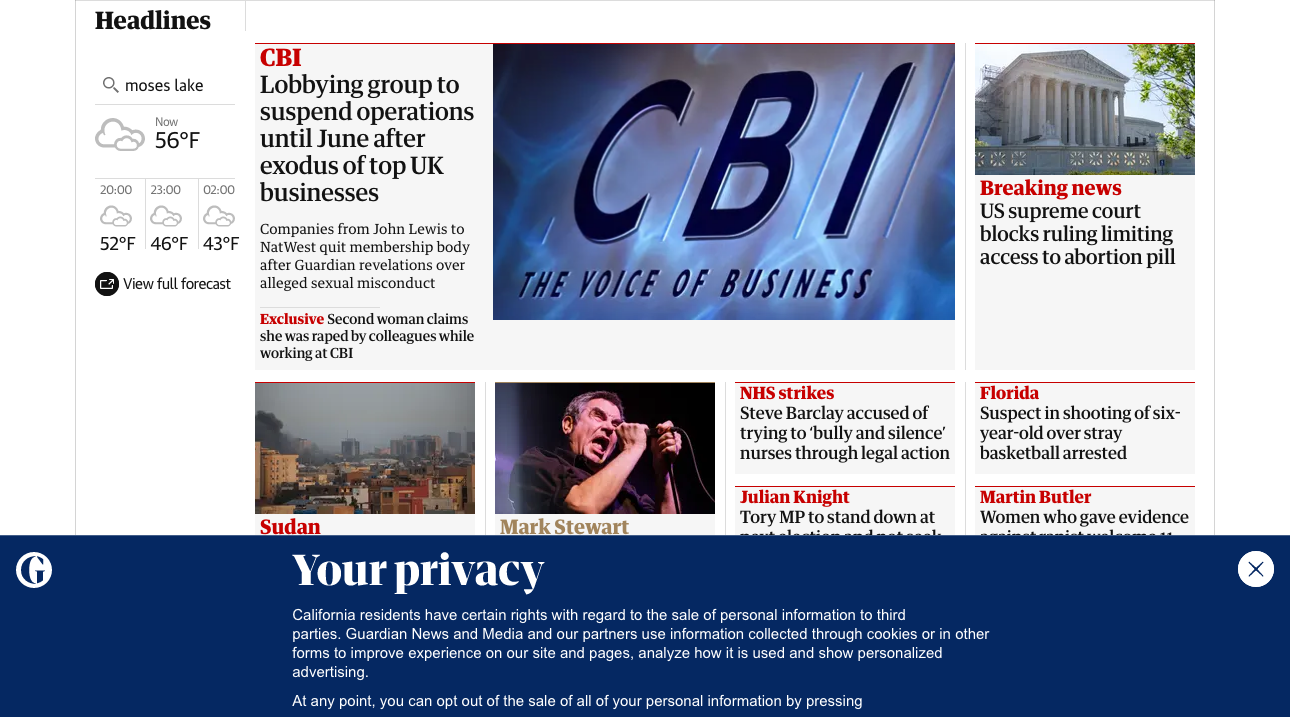 Headlines
moses lake
Now
56°F
20:00
23:00
02:00
52°F
46°F
43°F
View full forecast
CBI
Lobbying group to
suspend operations
until June after
exodus of top UK
businesses
Companies from John Lewis to
NatWest quit membership body
after Guardian revelations over
alleged sexual misconduct
Exclusive Second woman claims
she was raped by colleagues while
working at CBI
CBI
THE VOICE OF BUSINESS
Breaking news
US supreme court
blocks ruling limiting
access to abortion pill
Sudan
Mark Stewart
NHS strikes
Steve Barclay accused of
trying to ‘bully and silence’
nurses through legal action
Julian Knight
Tory MP to stand down at
Florida
Suspect in shooting of six-
year-old over stray
basketball arrested
Martin Butler
Women who gave evidence
G
Your privacy
California residents have certain rights with regard to the sale of personal information to third
parties. Guardian News and Media and our partners use information collected through cookies or in other
forms to improve experience on our site and pages, analyze how it is used and show personalized
advertising.
At any point, you can opt out of the sale of all of your personal information by pressing